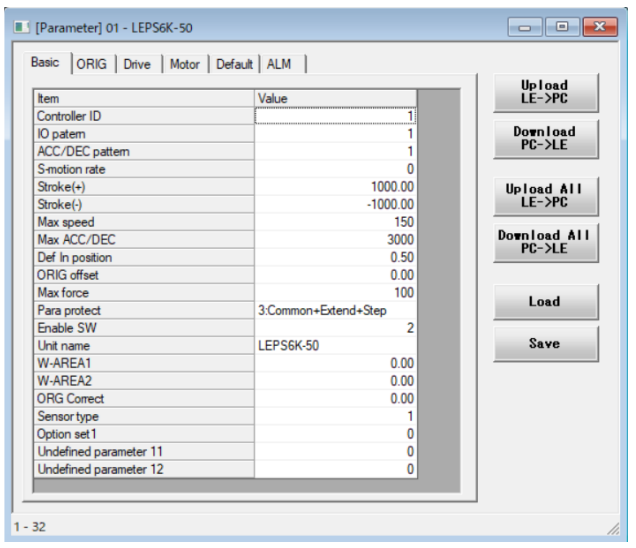 [Parameter] 01 - LEPS6K-50
Basic ORIG Drive Motor Default ALM
Item Value
Controller ID 1
IO patern 1
ACC/DEC pattern 1
S-motion rate 0
Stroke(+) 1000.00
Stroke(-) -1000.00
Max speed 150
Max ACC/DEC 3000
Def In position 0.50
ORIG offset 0.00
Max force 100
Para protect 3:Common+Extend+Step
Enable SW 2
Unit name LEPS6K-50
W-AREA1 0.00
W-AREA2 0.00
ORG Correct 0.00
Sensor type 1
Option set1 0
Undefined parameter 11 0
Undefined parameter 12 0
Upload
LE->PC
Download
PC->LE
Upload All
LE->PC
Download All
PC->LE
Load
Save
1 - 32